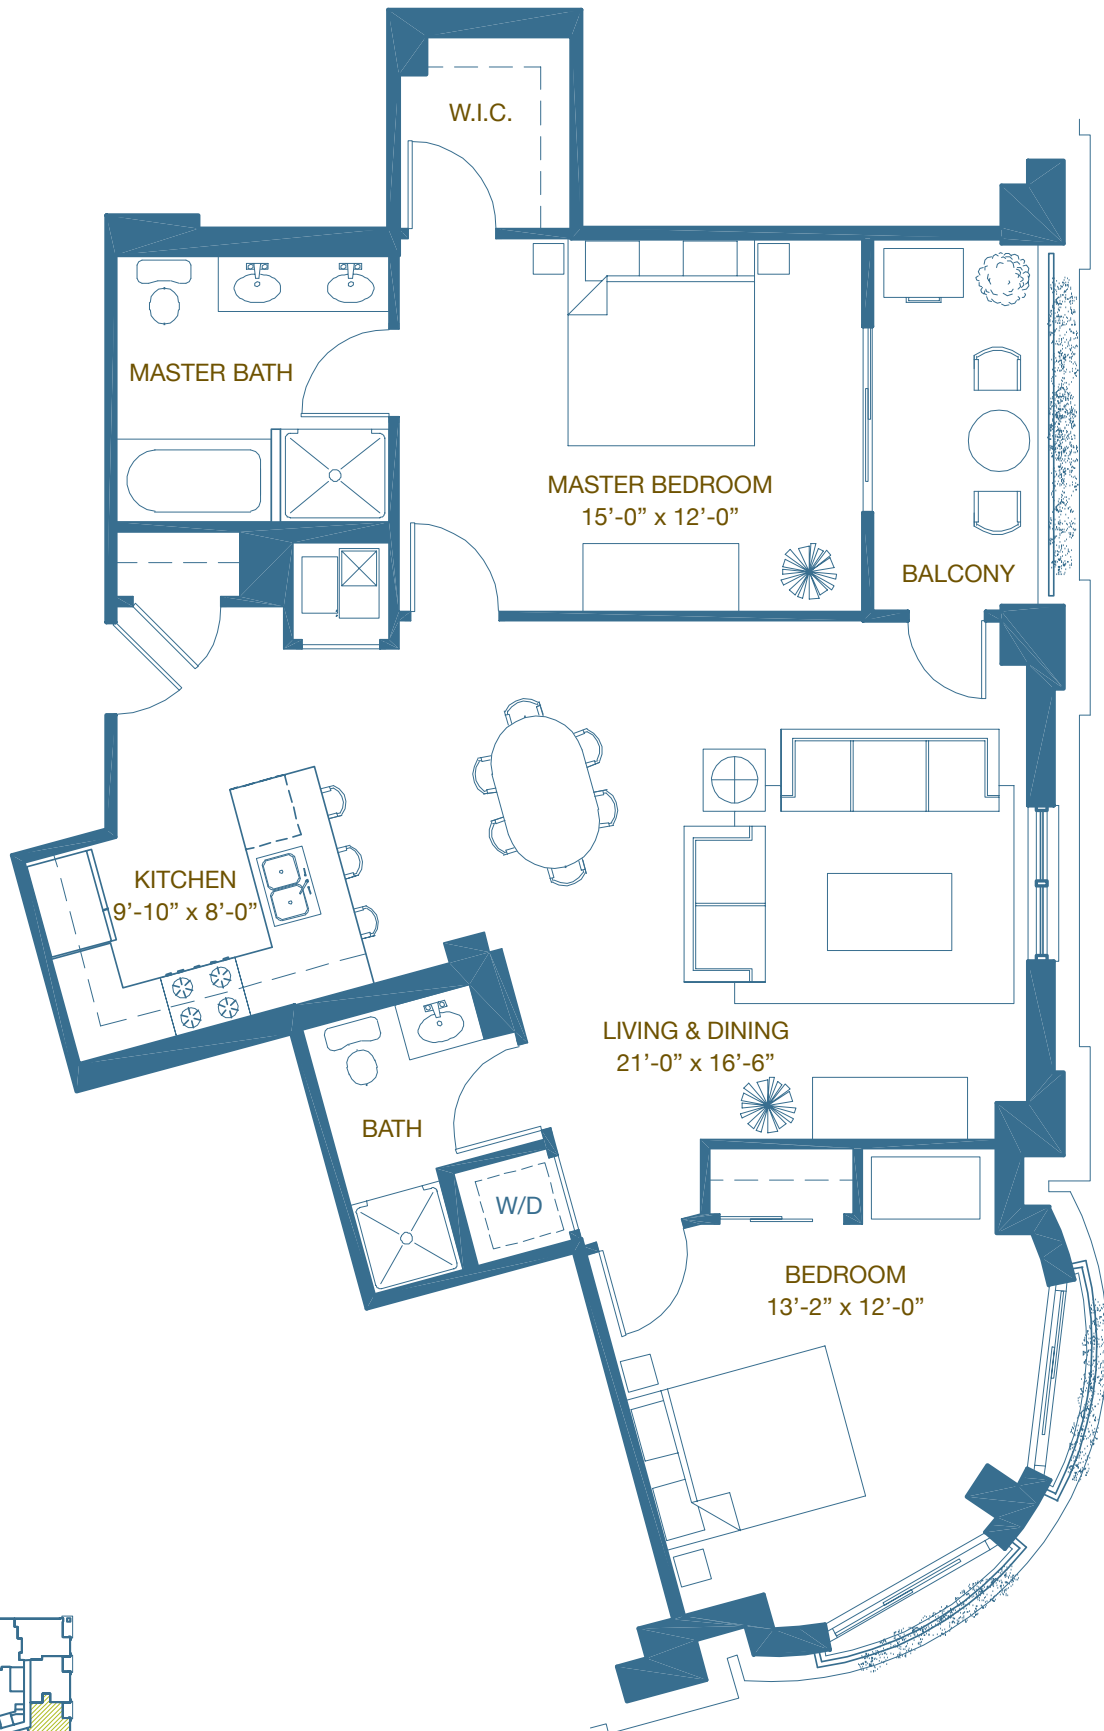 W.I.C.
MASTER BATH
MASTER BEDROOM
15’-0” x 12’-0”
BALCONY
KITCHEN
9’-10” x 8’-0”
LIVING & DINING
21’-0” x 16’-6”
BATH
W/D
BEDROOM
13’-2” x 12’-0”